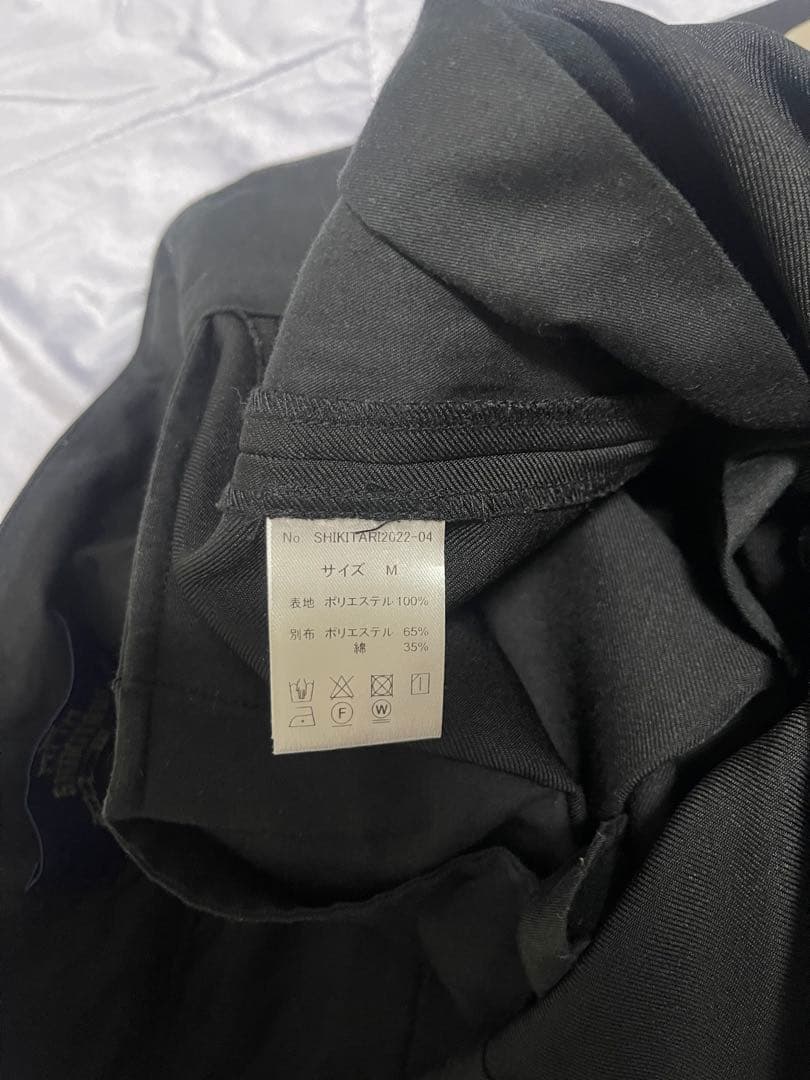 No SHIKITARI2022-04
サイズ M
表地 ポリエステル 100%
別布 ポリエステル 65%
綿 35%
F W